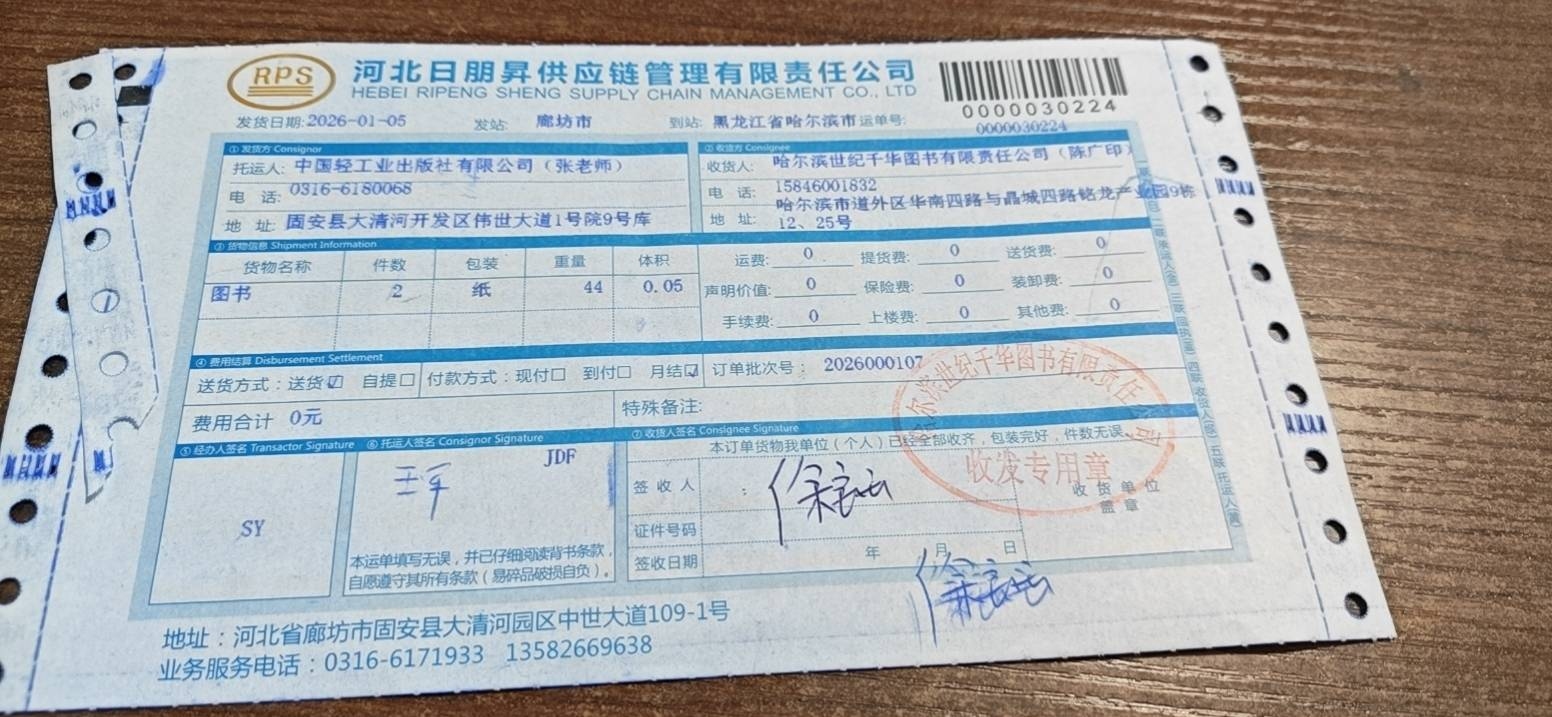 RPS
河北日朋昇供应链管理有限责任公司
HEBEI RIPENG SHENG SUPPLY CHAIN MANAGEMENT CO., LTD
0000030224
发货日期:2026-01-05 发站: 廊坊市 到站: 黑龙江省哈尔滨市 运单号: 0000030224
①发货方 Consignor
托运人: 中国轻工业出版社有限公司（张老师）
电 话: 0316-6180068
地 址: 固安县大清河开发区伟世大道1号院9号库
②收货方 Consignee
收货人: 哈尔滨世纪千华图书有限责任公司（陈广印）
电 话: 15846001832
地 址: 哈尔滨市道外区华南四路与晶城四路铭龙产业园9栋
12、25号
③货物信息 Shipment Information
货物名称 件数 包装 重量 体积
图书 2 纸 44 0.05
运费: 0 提货费: 0 送货费: 0
声明价值: 0 保险费: 0 装卸费: 0
手续费: 0 上楼费: 0 其他费: 0
④费用结算 Disbursement Settlement
送货方式：送货☑ 自提□ 付款方式：现付□ 到付□ 月结☑ 订单批次号： 2026000107
费用合计 0元 特殊备注:
⑤经办人签名 Transactor Signature
SY
⑥托运人签名 Consignor Signature
JDF
本运单填写无误，并已仔细阅读背书条款，
自愿遵守其所有条款（易碎品破损自负）。
⑦收货人签名 Consignee Signature
本订单货物我单位（个人）已经全部收齐，包装完好，件数无误。
签收人
证件号码
签收日期 年 月 日
收货单位
盖章
哈尔滨世纪千华图书有限责任公司
收发专用章
地址：河北省廊坊市固安县大清河园区中世大道109-1号
业务服务电话：0316-6171933 13582669638